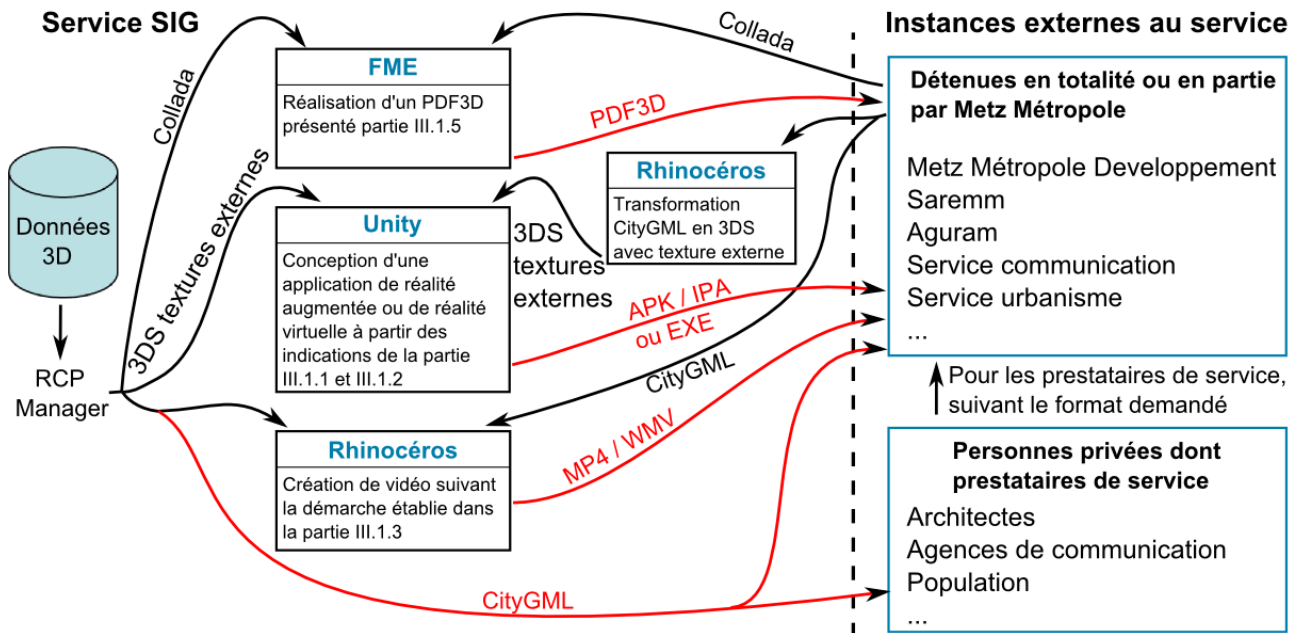 Service SIG
Instances externes au service
Collada
Collada
FME
Réalisation d'un PDF3D
présenté partie III.1.5
PDF3D
Détenues en totalité ou en partie
par Metz Métropole
Metz Métropole Developpement
Saremm
Aguram
Service communication
Service urbanisme
...
Données
3D
RCP
Manager
3DS textures externes
Rhinocéros
Transformation
CityGML en 3DS
avec texture externe
3DS
textures
externes
Unity
Conception d'une
application de réalité
augmentée ou de réalité
virtuelle à partir des
indications de la partie
III.1.1 et III.1.2
APK / IPA
ou EXE
CityGML
Pour les prestataires de service,
suivant le format demandé
Rhinocéros
Création de vidéo suivant
la démarche établie dans
la partie III.1.3
MP4 / WMV
Personnes privées dont
prestataires de service
Architectes
Agences de communication
Population
...
CityGML